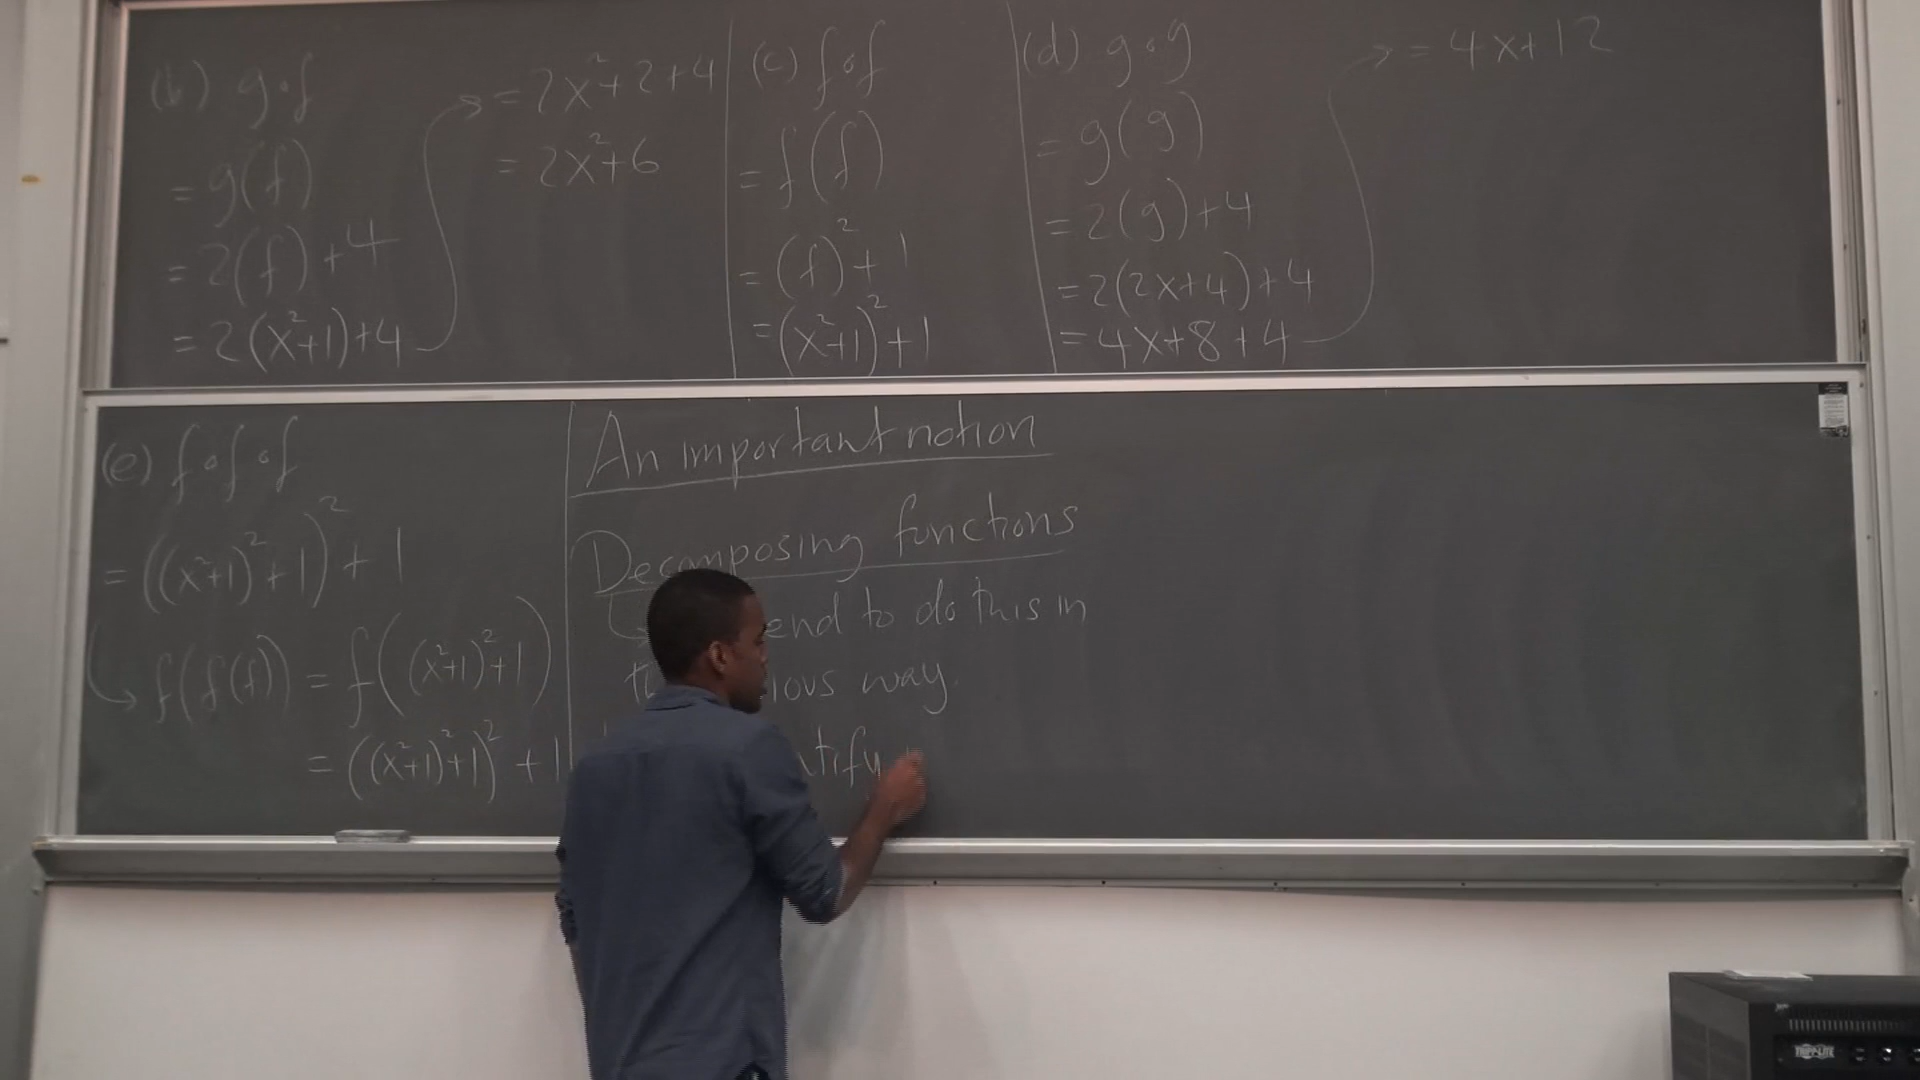 (b) g∘f
= g(f)
= 2(f)+4
= 2(x²+1)+4
= 2x²+2+4
= 2x²+6
(c) f∘f
= f(f)
= (f)²+1
= (x²+1)²+1
(d) g∘g
= g(g)
= 2(g)+4
= 2(2x+4)+4
= 4x+8+4
= 4x+12
(e) f∘f∘f
= ((x²+1)²+1)²+1
f(f(f)) = f((x²+1)²+1)
= ((x²+1)²+1)²+1
An important notion
Decomposing functions
to do this in
way.
TRIPP-LITE